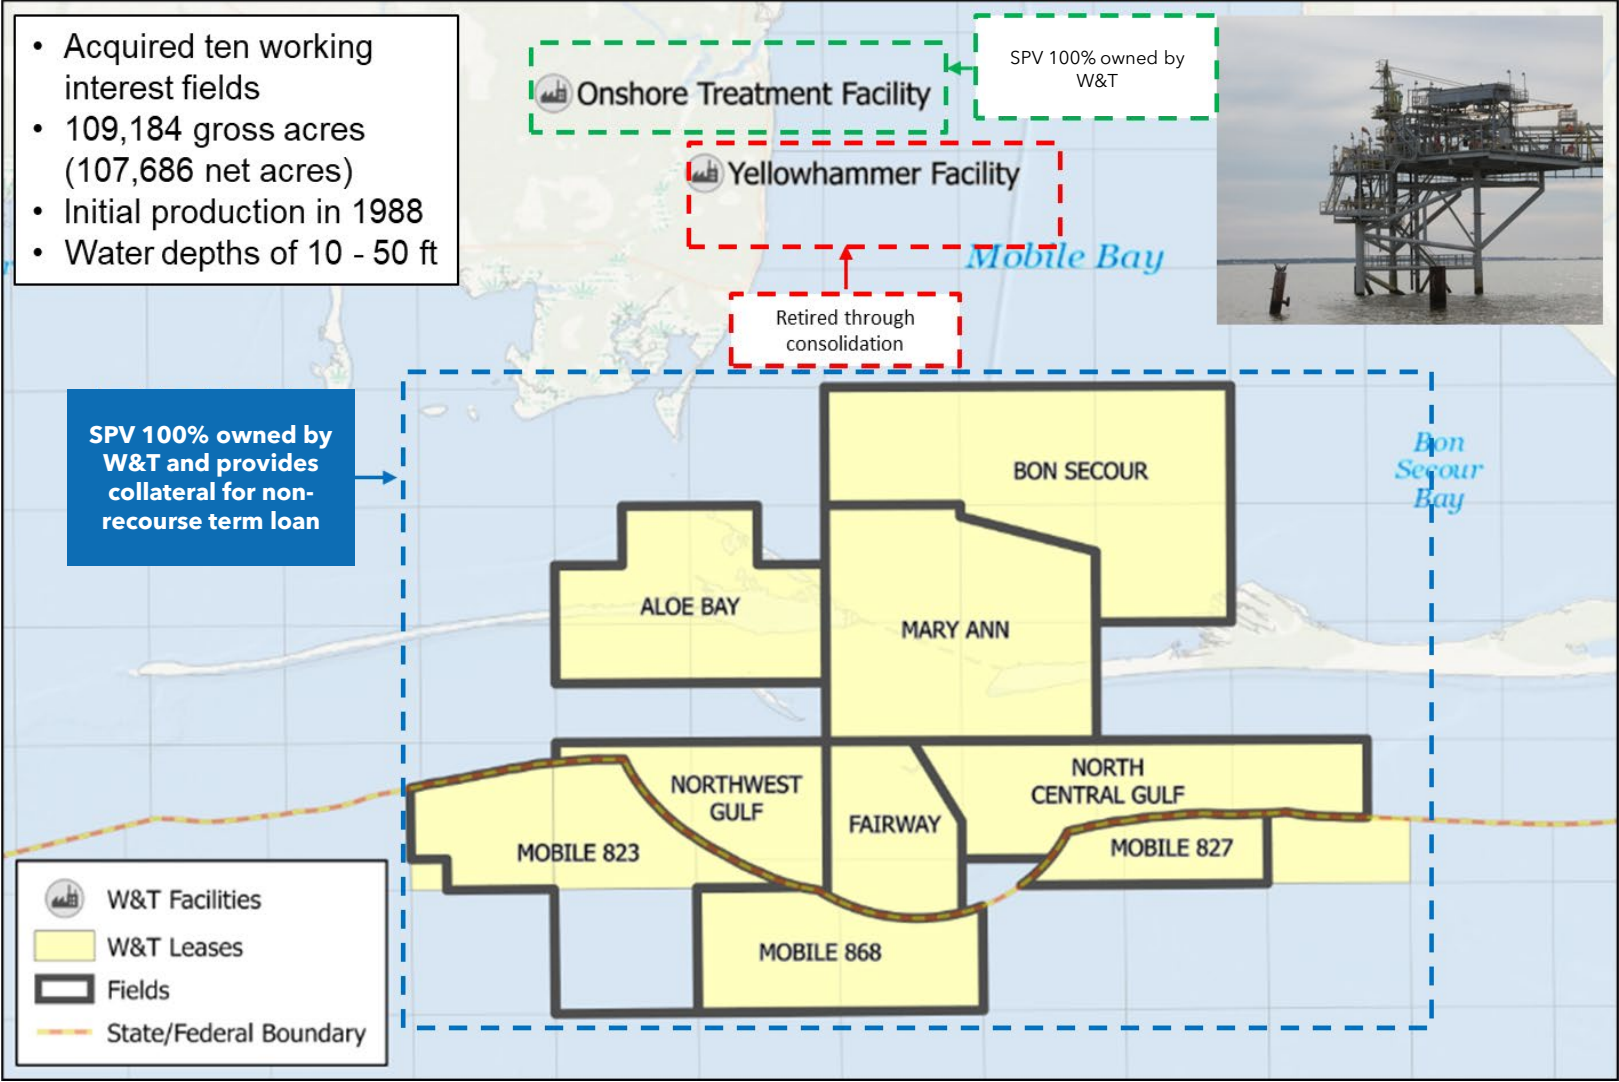 • Acquired ten working
interest fields
• 109,184 gross acres
(107,686 net acres)
• Initial production in 1988
• Water depths of 10 - 50 ft
Onshore Treatment Facility
SPV 100% owned by
W&T
Yellowhammer Facility
Mobile Bay
Retired through
consolidation
SPV 100% owned by
W&T and provides
collateral for non-
recourse term loan
Bon
Secour
Bay
BON SECOUR
ALOE BAY
MARY ANN
NORTHWEST
GULF
NORTH
CENTRAL GULF
FAIRWAY
MOBILE 823
MOBILE 827
MOBILE 868
W&T Facilities
W&T Leases
Fields
State/Federal Boundary